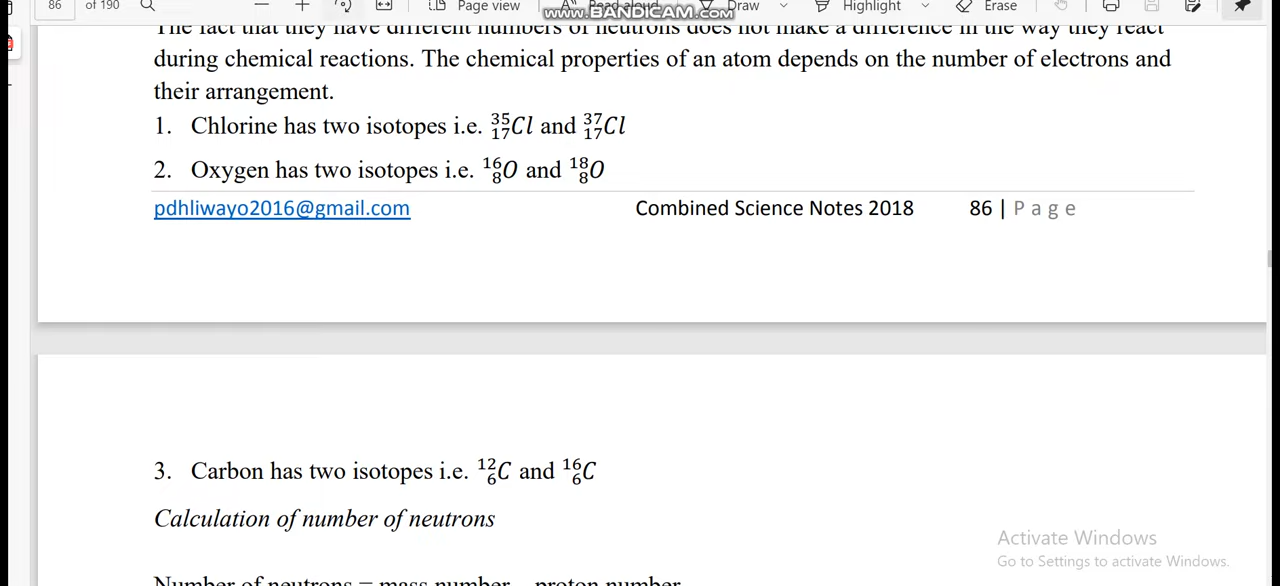 86 of 190 Page view Read aloud Draw Highlight Erase
www.BANDICAM.com
The fact that they have different numbers of neutrons does not make a difference in the way they react
during chemical reactions. The chemical properties of an atom depends on the number of electrons and
their arrangement.
1. Chlorine has two isotopes i.e. ³⁵₁₇Cl and ³⁷₁₇Cl
2. Oxygen has two isotopes i.e. ¹⁶₈O and ¹⁸₈O
pdhliwayo2016@gmail.com Combined Science Notes 2018 86 | P a g e
3. Carbon has two isotopes i.e. ¹²₆C and ¹⁶₆C
Calculation of number of neutrons
Activate Windows
Go to Settings to activate Windows.
Number of neutrons = mass number – proton number